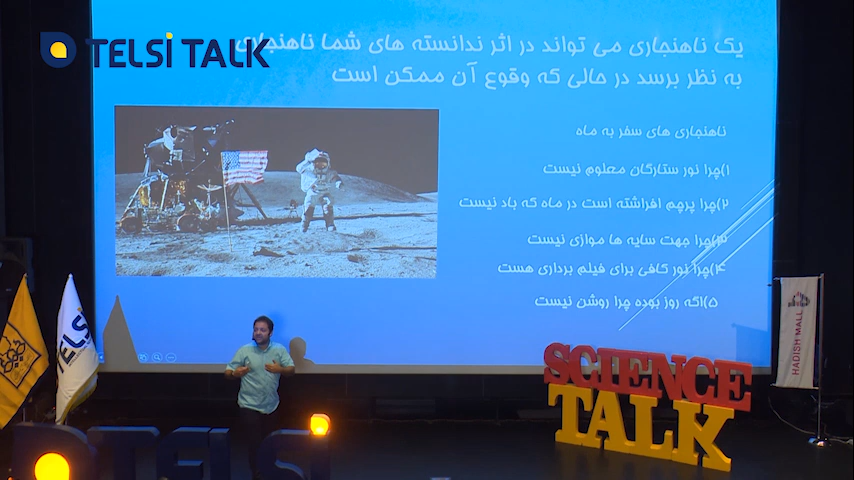 TELSI TALK
یک ناهنجاری می تواند در اثر ندانسته های شما ناهنجاری
به نظر برسد در حالی که وقوع آن ممکن است
ناهنجاری های سفر به ماه
۱)چرا نور ستارگان معلوم نیست
۲)چرا پرچم افراشته است در ماه که باد نیست
۳)چرا جهت سایه ها موازی نیست
۴)چرا نور کافی برای فیلم برداری هست
۵)اگه روز بوده چرا روشن نیست
TELSI
HADISH MALL
SCIENCE
TALK
TELSI